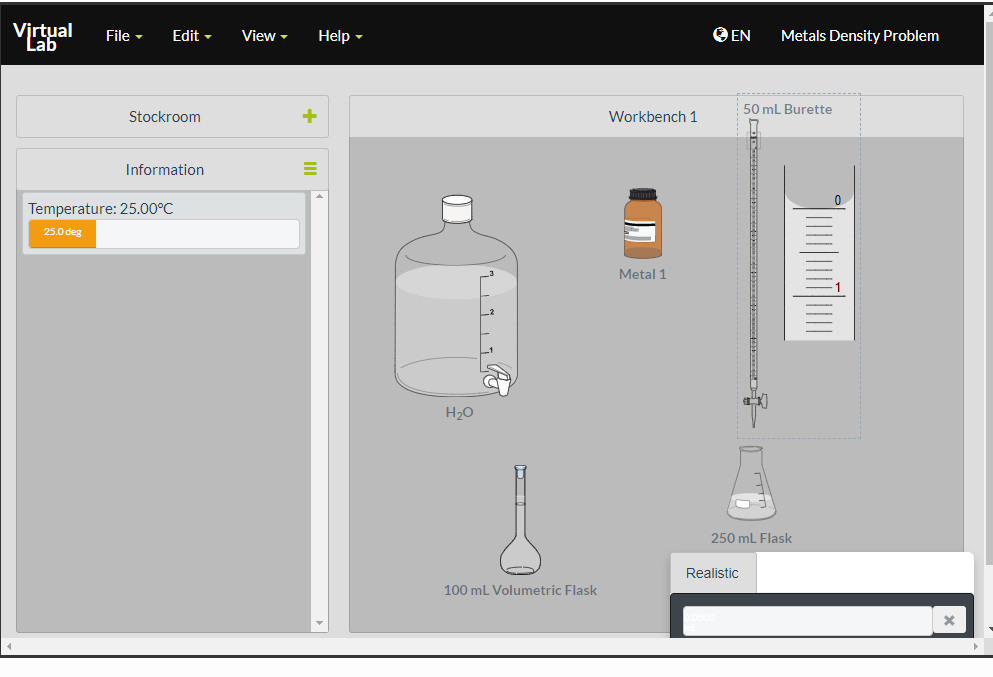 Virtual
Lab
File
Edit
View
Help
EN
Metals Density Problem
Stockroom
Workbench 1
50 mL Burette
Information
Temperature: 25.00°C
25.0 deg
3
2
1
H₂O
Metal 1
0
1
100 mL Volumetric Flask
250 mL Flask
Realistic